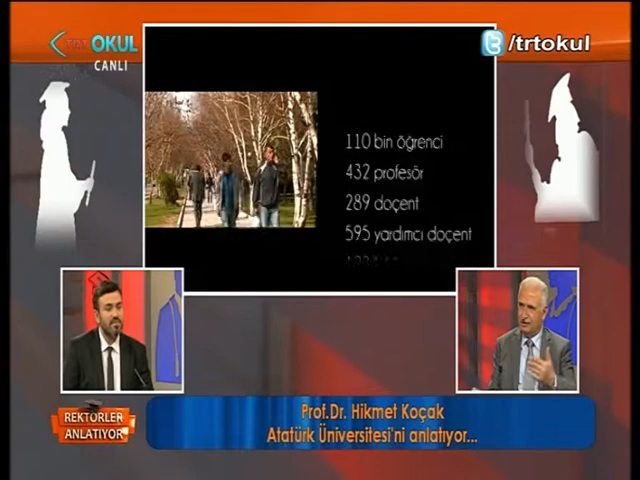 TRT OKUL
CANLI
/trtokul
110 bin öğrenci
432 profesör
289 doçent
595 yardımcı doçent
REKTÖRLER
ANLATIYOR
Prof.Dr. Hikmet Koçak
Atatürk Üniversitesi'ni anlatıyor...